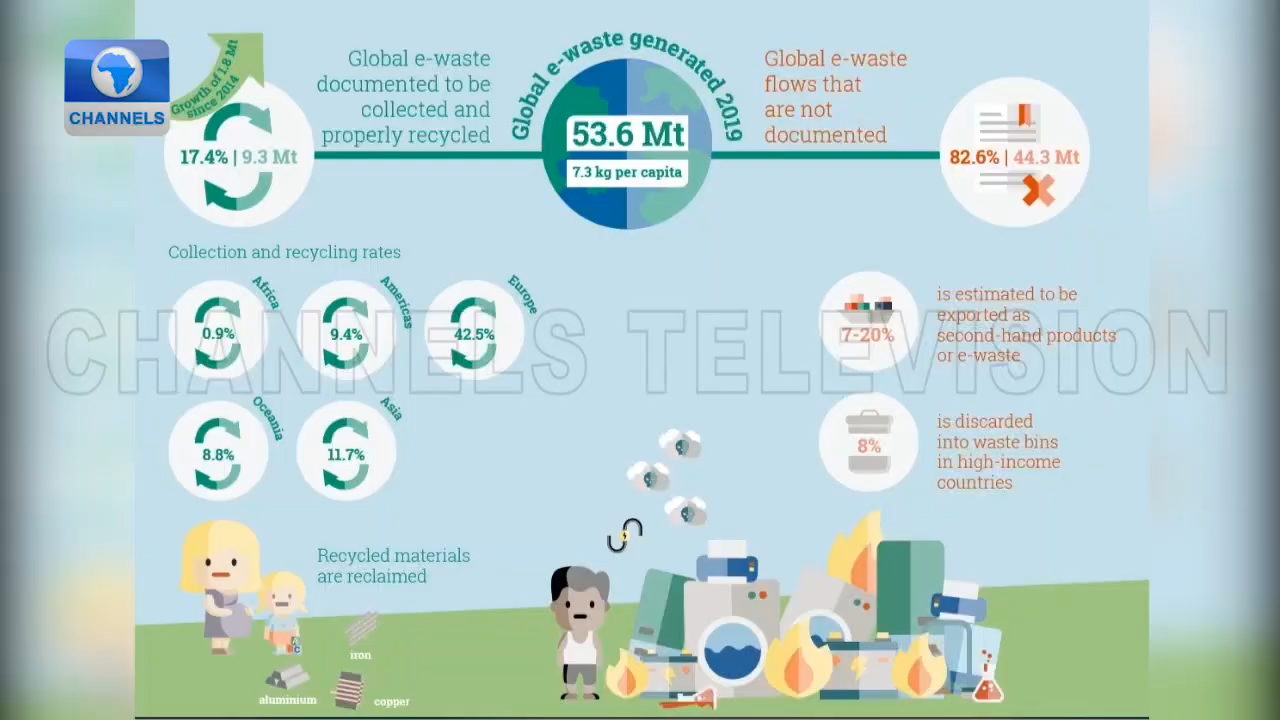 CHANNELS
Growth of 1.8 Mt
since 2014
17.4% | 9.3 Mt
Global e-waste
documented to be
collected and
properly recycled
Global e-waste generated 2019
53.6 Mt
7.3 kg per capita
Global e-waste
flows that
are not
documented
82.6% | 44.3 Mt
Collection and recycling rates
Africa
0.9%
Americas
9.4%
Europe
42.5%
Oceania
8.8%
Asia
11.7%
CHANNELS TELEVISION
7-20%
is estimated to be
exported as
second-hand products
or e-waste
8%
is discarded
into waste bins
in high-income
countries
Recycled materials
are reclaimed
iron
aluminium
copper